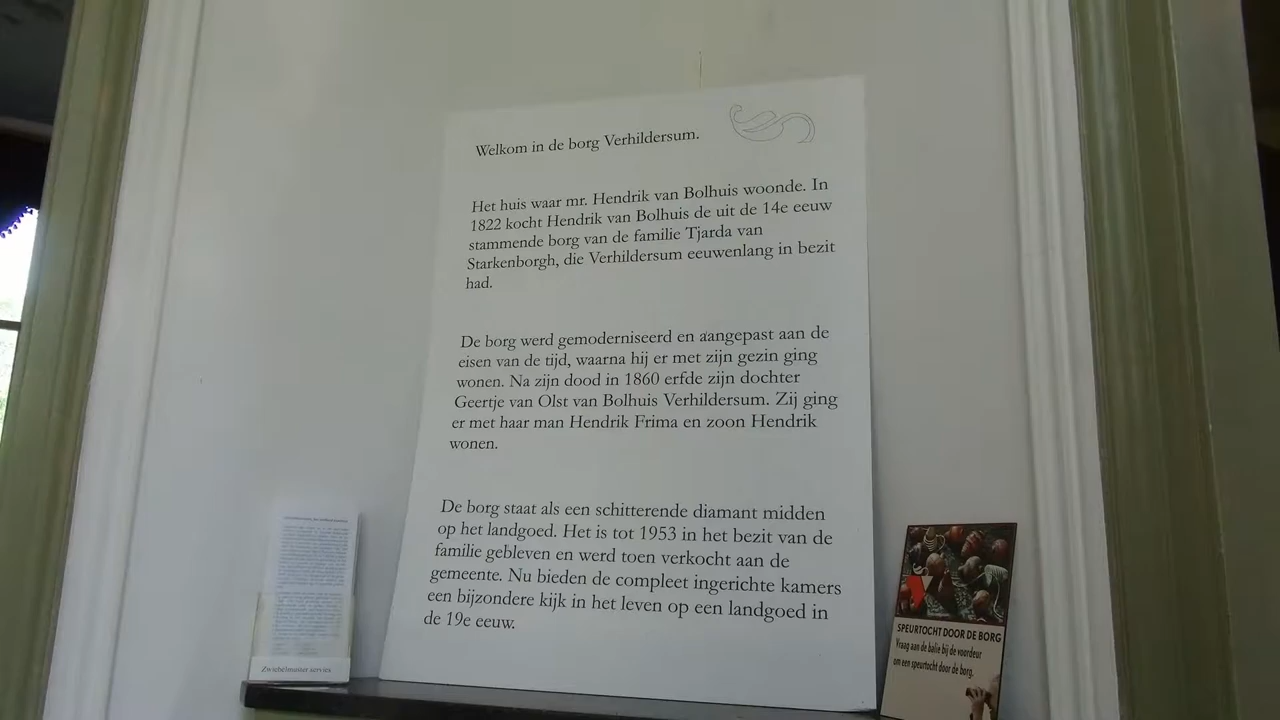 Welkom in de borg Verhildersum.
Het huis waar mr. Hendrik van Bolhuis woonde. In
1822 kocht Hendrik van Bolhuis de uit de 14e eeuw
stammende borg van de familie Tjarda van
Starkenborgh, die Verhildersum eeuwenlang in bezit
had.
De borg werd gemoderniseerd en aangepast aan de
eisen van de tijd, waarna hij er met zijn gezin ging
wonen. Na zijn dood in 1860 erfde zijn dochter
Geertje van Olst van Bolhuis Verhildersum. Zij ging
er met haar man Hendrik Frima en zoon Hendrik
wonen.
De borg staat als een schitterende diamant midden
op het landgoed. Het is tot 1953 in het bezit van de
familie gebleven en werd toen verkocht aan de
gemeente. Nu bieden de compleet ingerichte kamers
een bijzondere kijk in het leven op een landgoed in
de 19e eeuw.
Zwiebelmuster servies
SPEURTOCHT DOOR DE BORG
Vraag aan de balie bij de voordeur
om een speurtocht door de borg.